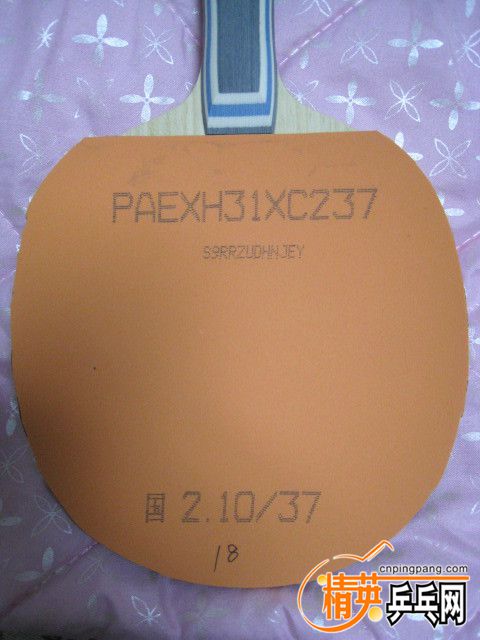 PAEXH31XC237
S9RRZUDHNJEY
国 2.10/37
18
cnpingpang.com
精英乒乓网